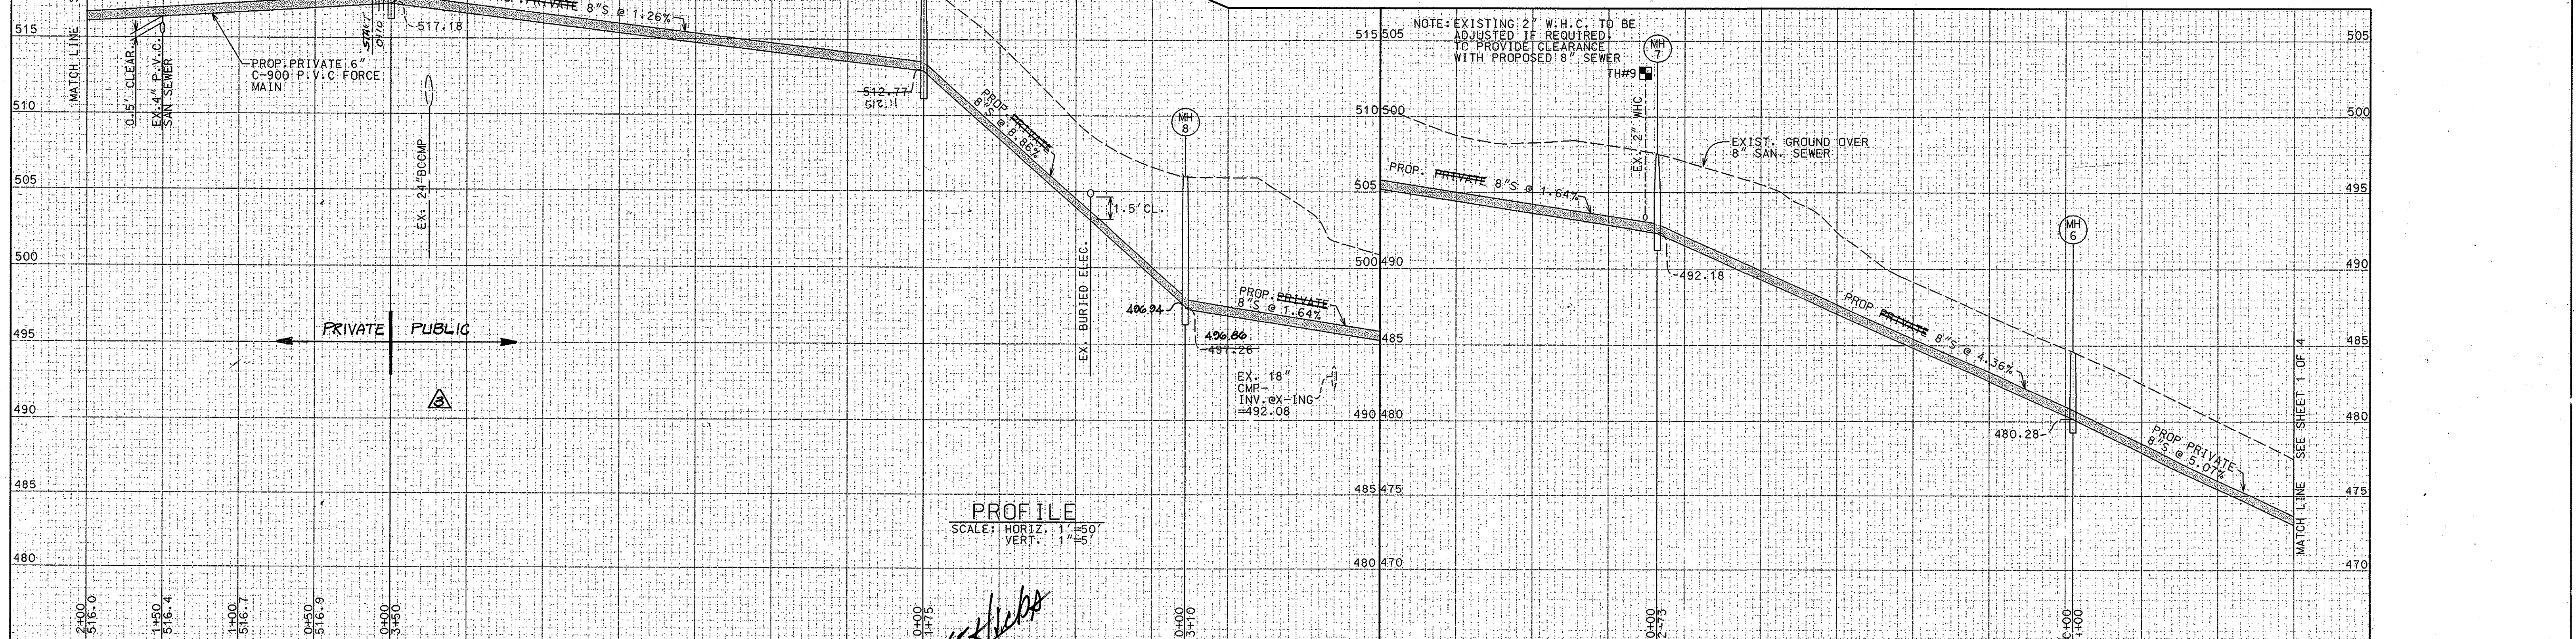 515
510
505
500
495
490
485
480
MATCH LINE
0.5' CLEAR.
EX. 4" P.V.C.
SAN SEWER
PROP. PRIVATE 6"
C-900 P.V.C FORCE
MAIN
START
517.18
EX. 24"BCCMP
PRIVATE
PUBLIC
3
PRIVATE 8"S @ 1.26%
512.77
512.11
PROP. PRIVATE
8"S @ 8.86%
1.5' CL.
EX. BURIED ELEC.
MH
8
496.94
496.86
497.26
PROP. PRIVATE
8"S @ 1.64%
EX. 18"
CMP-
INV.@X-ING
=492.08
PROFILE
SCALE: HORIZ. 1"=50'
VERT. 1"=5'
515
510
505
500
495
490
485
480
505
500
490
485
480
475
470
NOTE: EXISTING 2" W.H.C. TO BE
ADJUSTED IF REQUIRED.
TO PROVIDE CLEARANCE
WITH PROPOSED 8" SEWER
MH
7
TH#9
EX. 2" WHC
PROP. PRIVATE 8"S @ 1.64%
492.18
EXIST. GROUND OVER
8" SAN. SEWER
PROP PRIVATE 8"S @ 4.36%
MH
6
480.28
PROP PRIVATE
8"S @ 5.07%
MATCH LINE SEE SHEET 1 OF 4
505
500
495
490
485
480
475
470
2+00
516.0
1+50
516.4
1+00
516.7
0+50
516.9
0+00
3+50
0+00
1+75
0+00
3+10
0+00
2+73